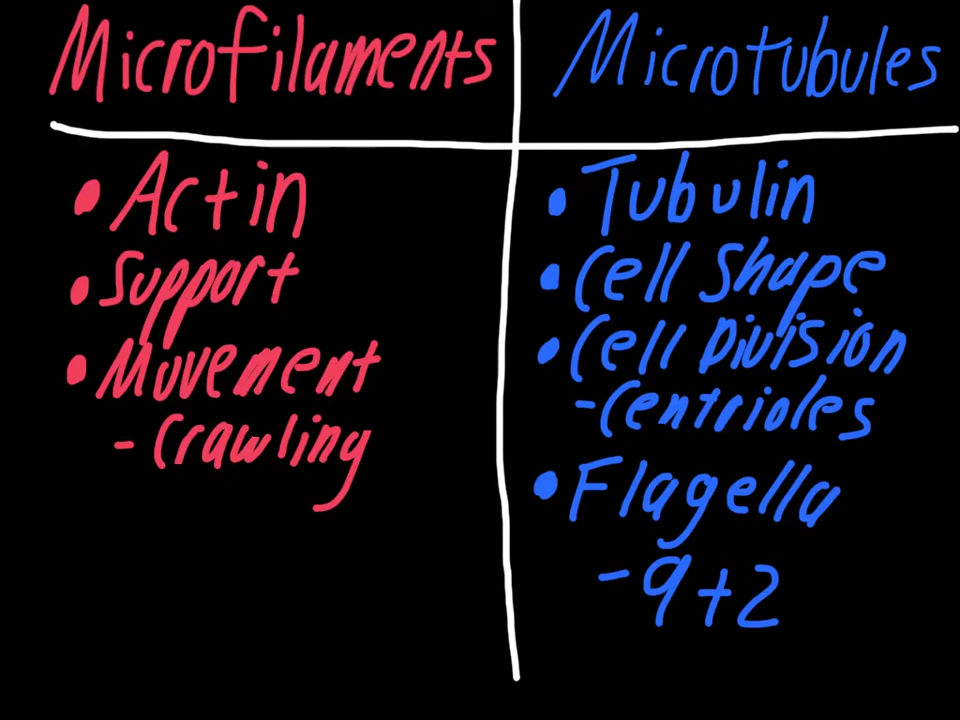 Microfilaments
• Actin
• Support
• Movement
- Crawling
Microtubules
• Tubulin
• Cell Shape
• Cell Division
- Centrioles
• Flagella
- 9+2